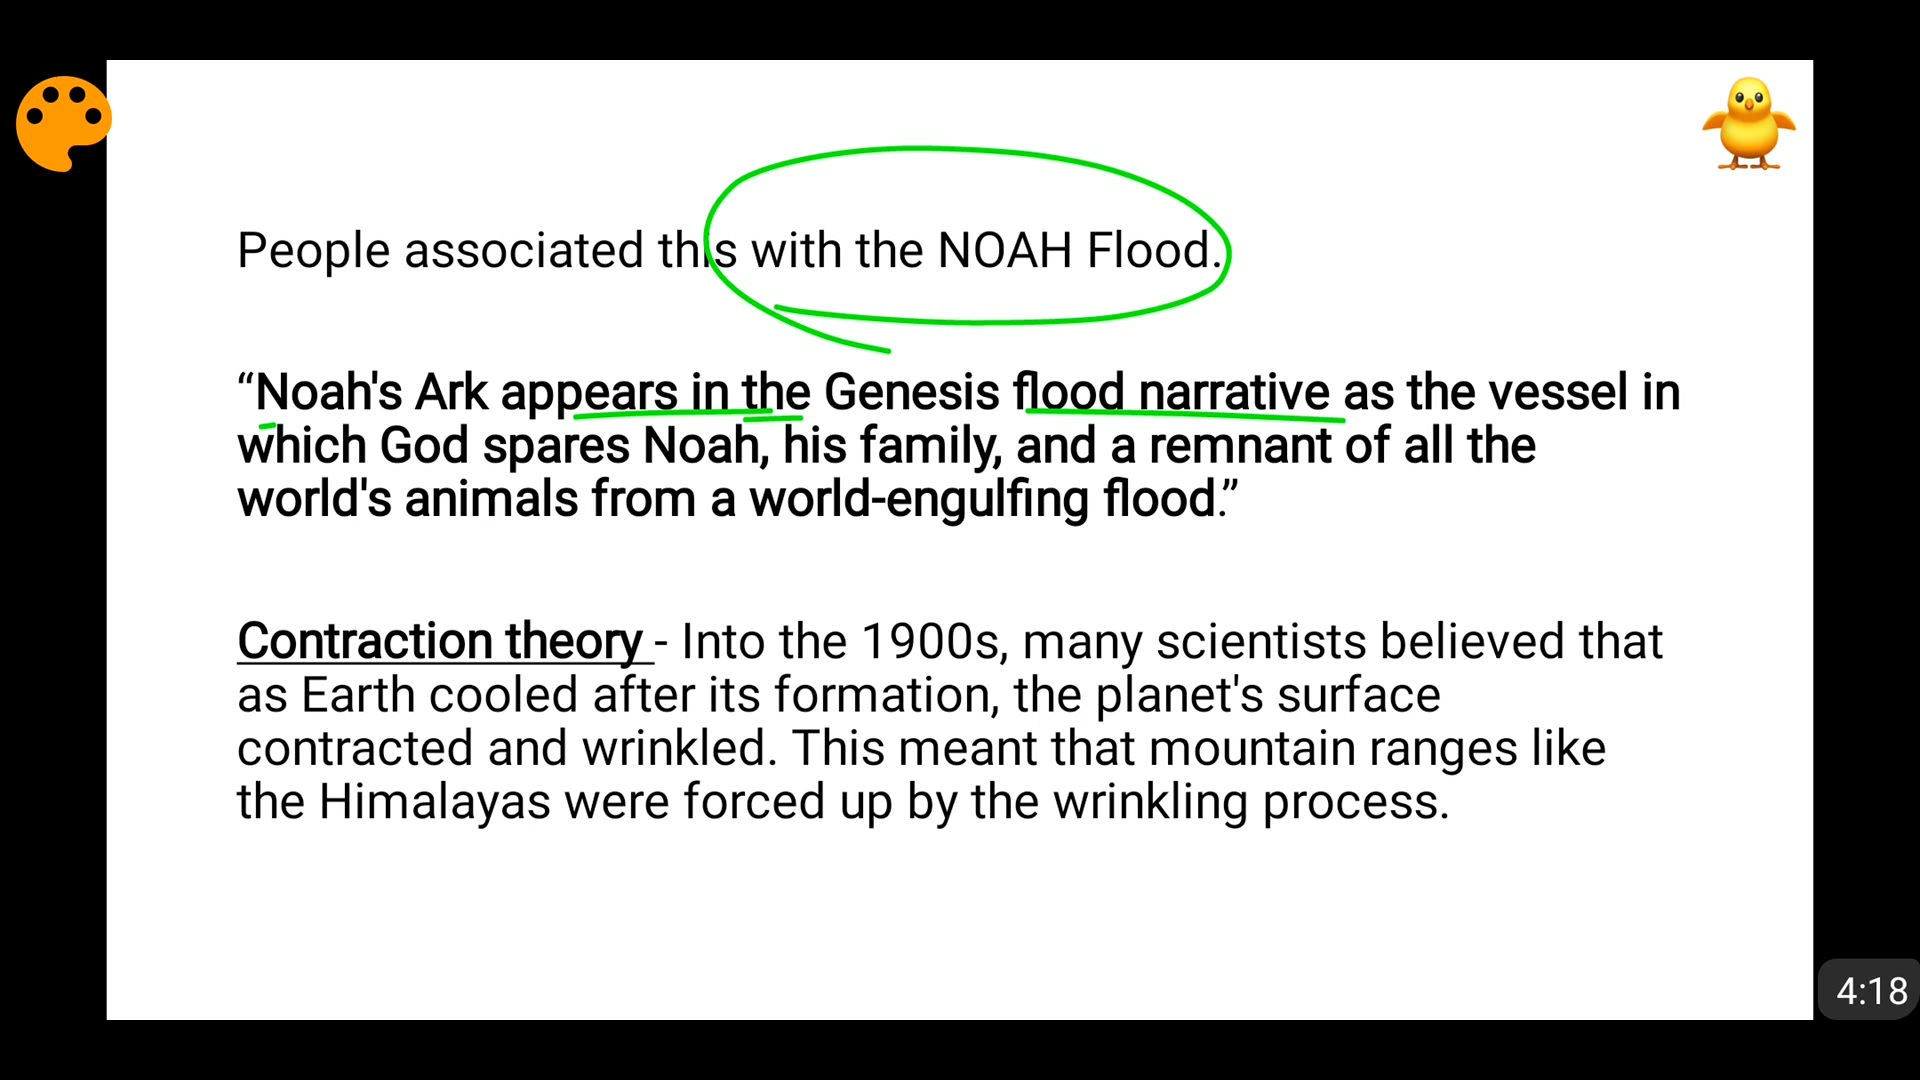 People associated this with the NOAH Flood.
“Noah's Ark appears in the Genesis flood narrative as the vessel in
which God spares Noah, his family, and a remnant of all the
world's animals from a world-engulfing flood.”
Contraction theory - Into the 1900s, many scientists believed that
as Earth cooled after its formation, the planet's surface
contracted and wrinkled. This meant that mountain ranges like
the Himalayas were forced up by the wrinkling process.
4:18